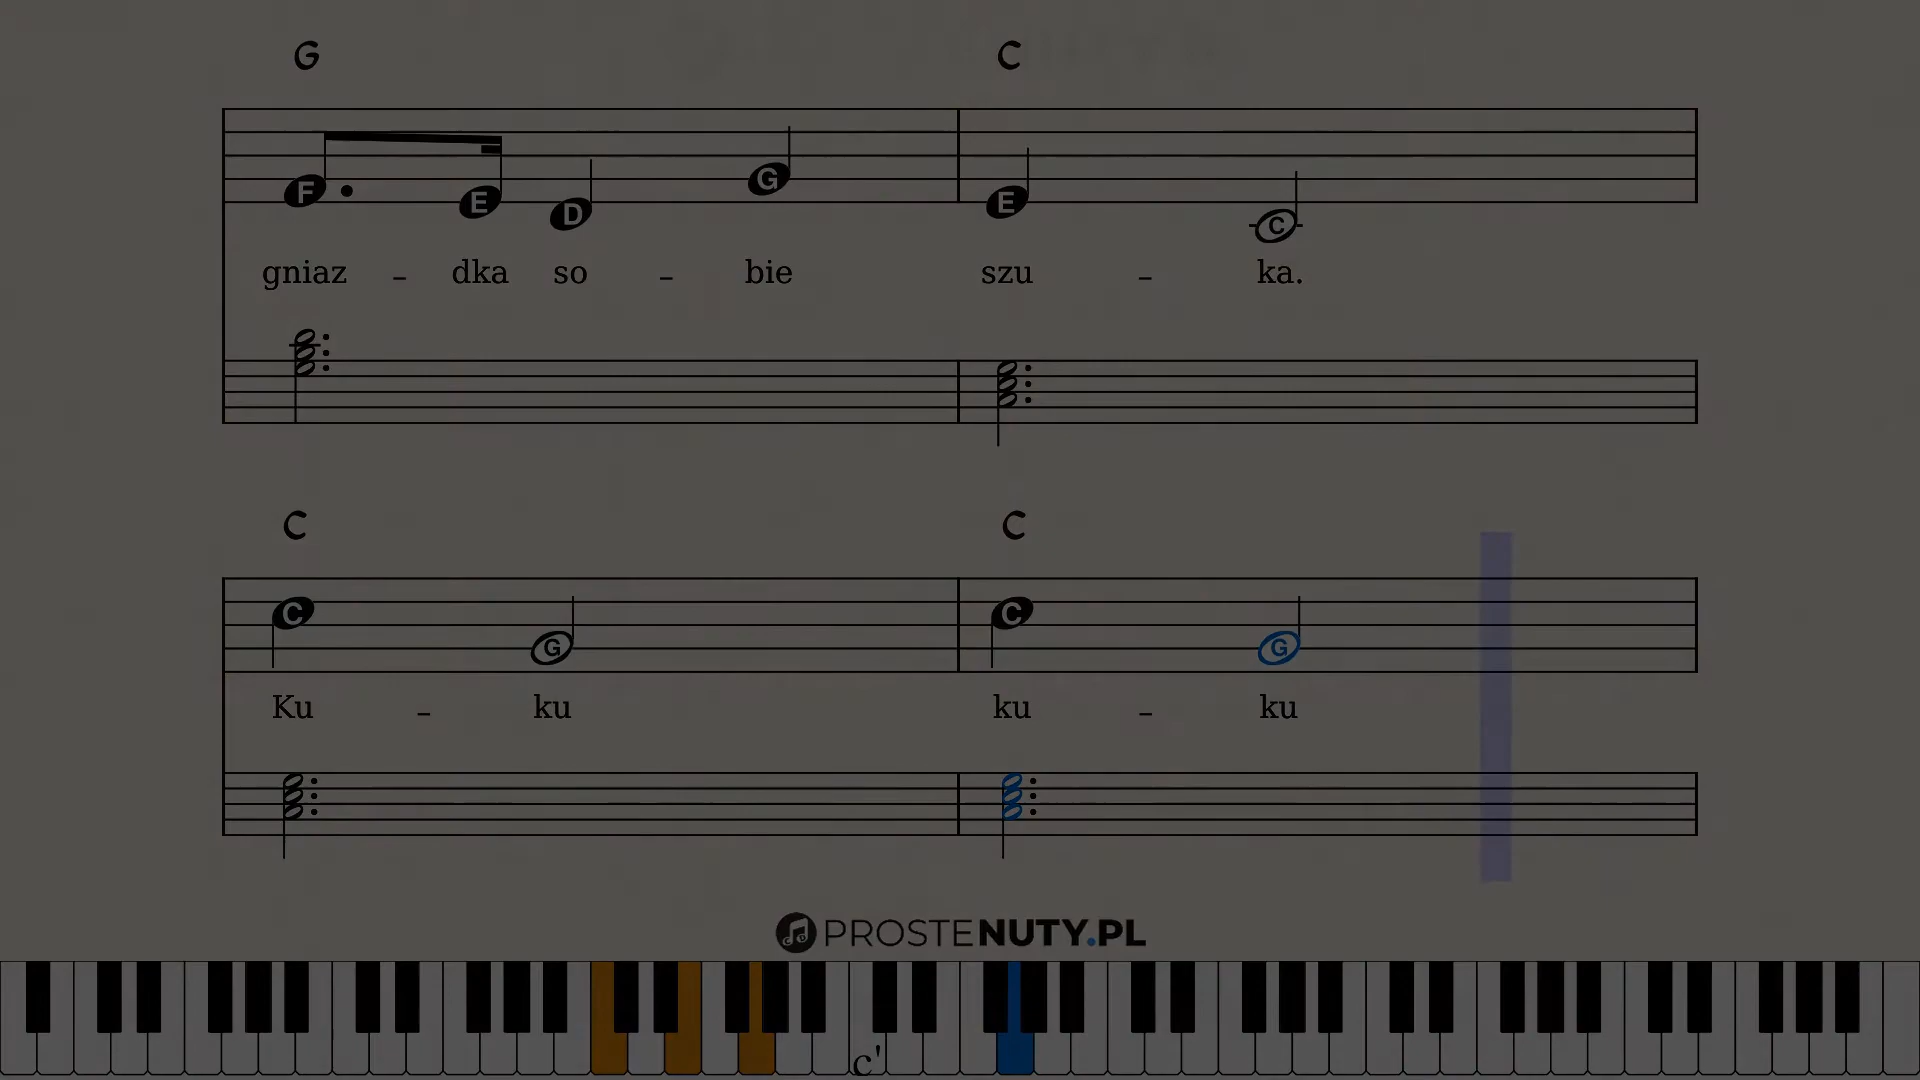 G C
F E D G E C
gniaz - dka so - bie szu - ka.
C C
C G C G
Ku - ku ku - ku
PROSTENUTY.PL
c'